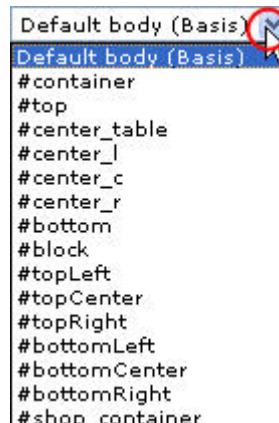 Default body (Basis)
Default body (Basis)
#container
#top
#center_table
#center_l
#center_c
#center_r
#bottom
#block
#topLeft
#topCenter
#topRight
#bottomLeft
#bottomCenter
#bottomRight
#shop_container